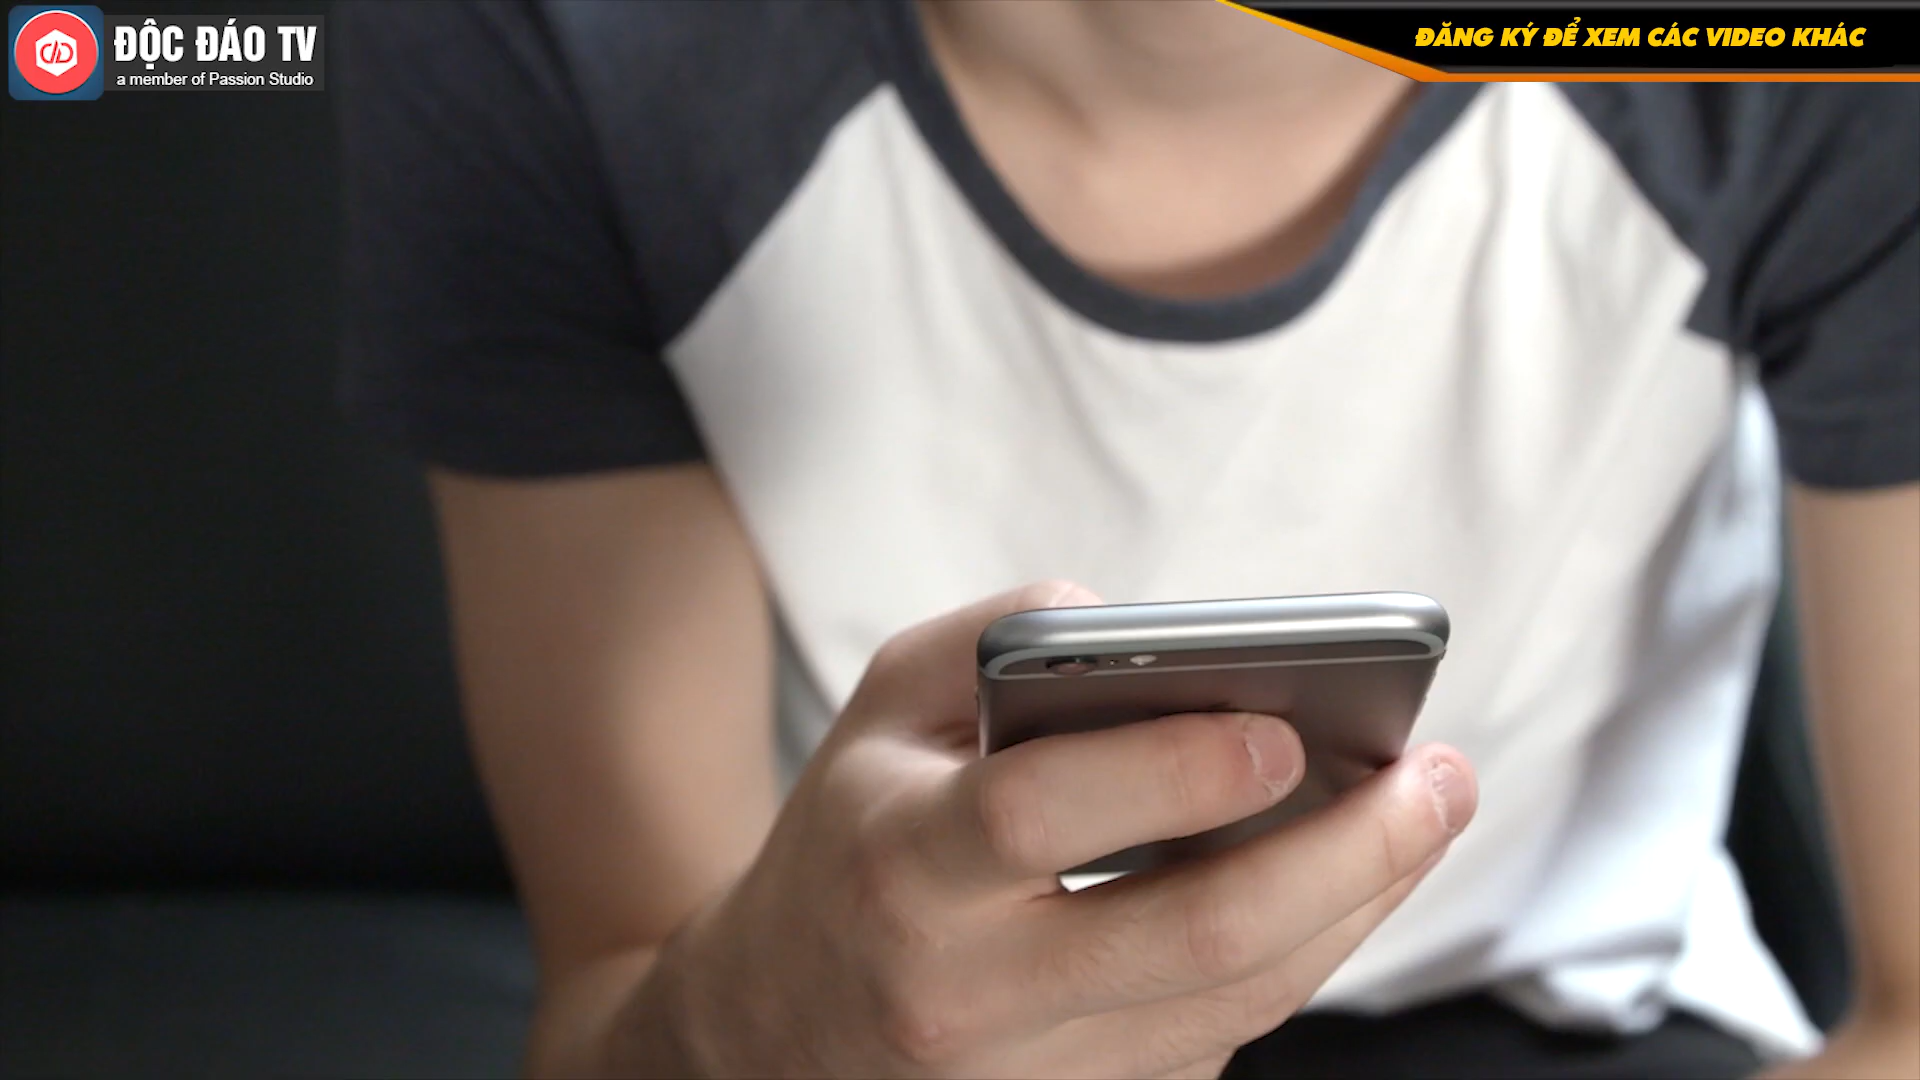 ĐỘC ĐÁO TV
a member of Passion Studio
ĐĂNG KÝ ĐỂ XEM CÁC VIDEO KHÁC